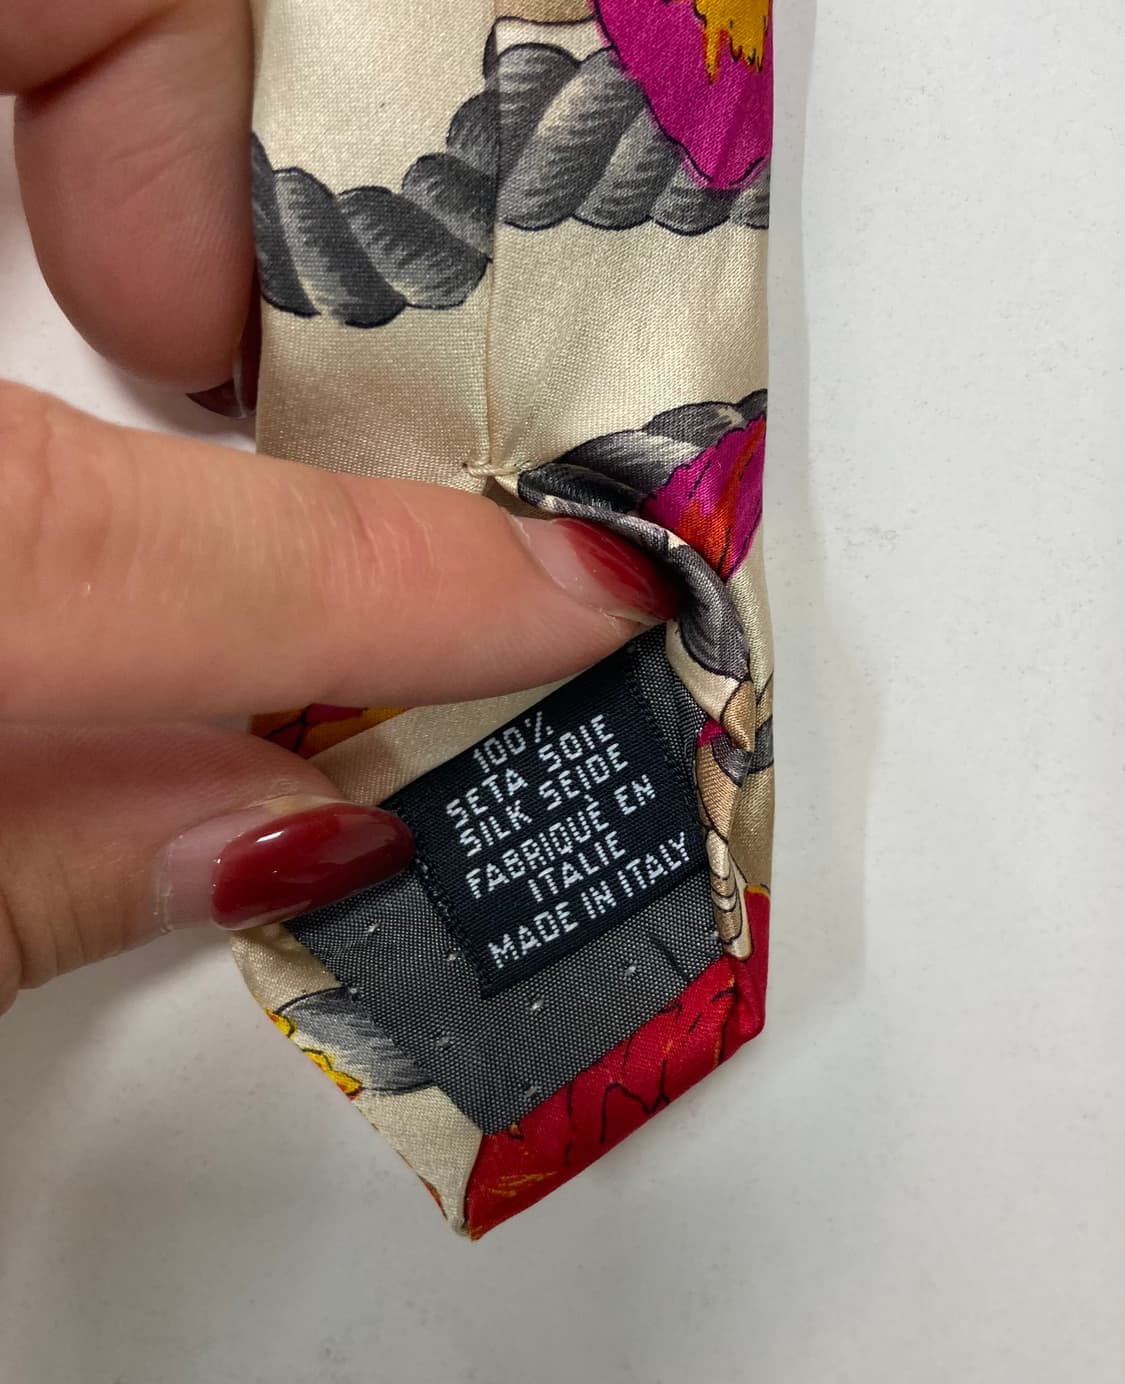 100%
SETA SOIE
SILK SEIDE
FABRIQUÉ EN
ITALIE
MADE IN ITALY